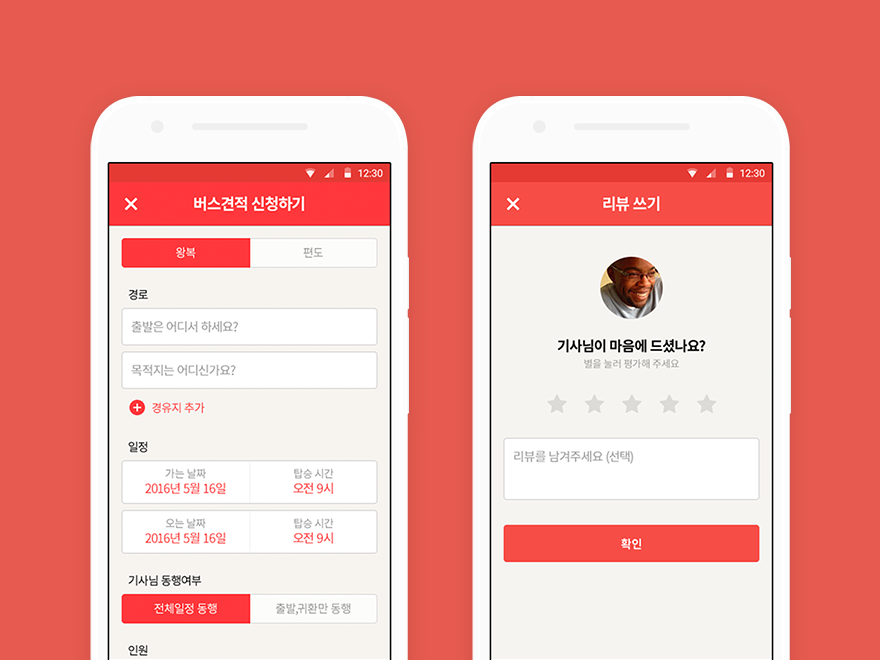 12:30
버스견적 신청하기
왕복
편도
경로
출발은 어디서 하세요?
목적지는 어디신가요?
경유지 추가
일정
가는 날짜
2016년 5월 16일
탑승 시간
오전 9시
오는 날짜
2016년 5월 16일
탑승 시간
오전 9시
기사님 동행여부
전체일정 동행
출발,귀환만 동행
인원
12:30
리뷰 쓰기
기사님이 마음에 드셨나요?
별을 눌러 평가해 주세요
리뷰를 남겨주세요 (선택)
확인